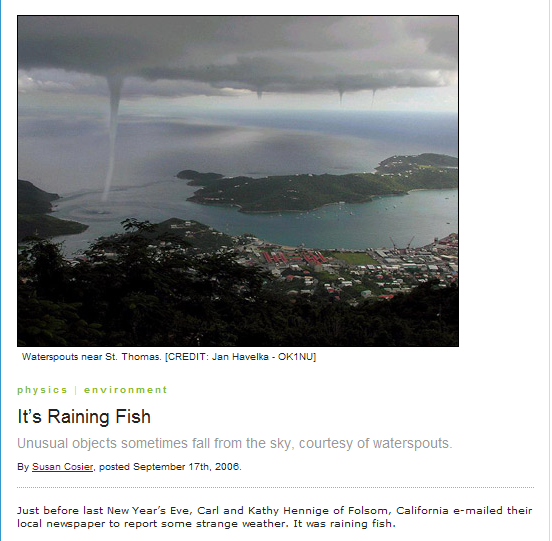 Waterspouts near St. Thomas. [CREDIT: Jan Havelka - OK1NU]
physics | environment
It's Raining Fish
Unusual objects sometimes fall from the sky, courtesy of waterspouts.
By Susan Cosier, posted September 17th, 2006.
Just before last New Year's Eve, Carl and Kathy Hennige of Folsom, California e-mailed their
local newspaper to report some strange weather. It was raining fish.